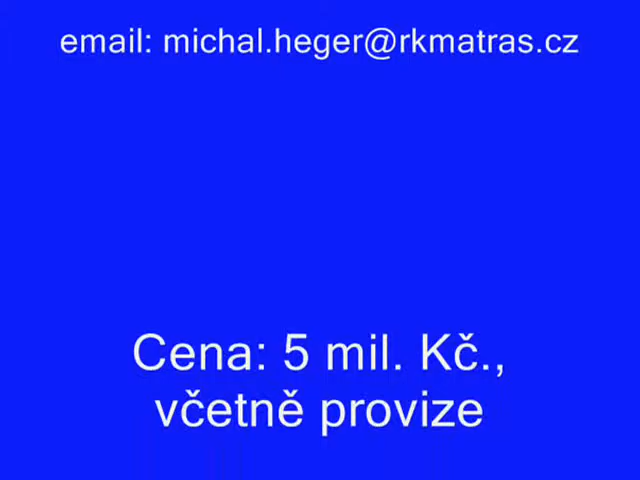 email: michal.heger@rkmatras.cz
Cena: 5 mil. Kč.,
včetně provize